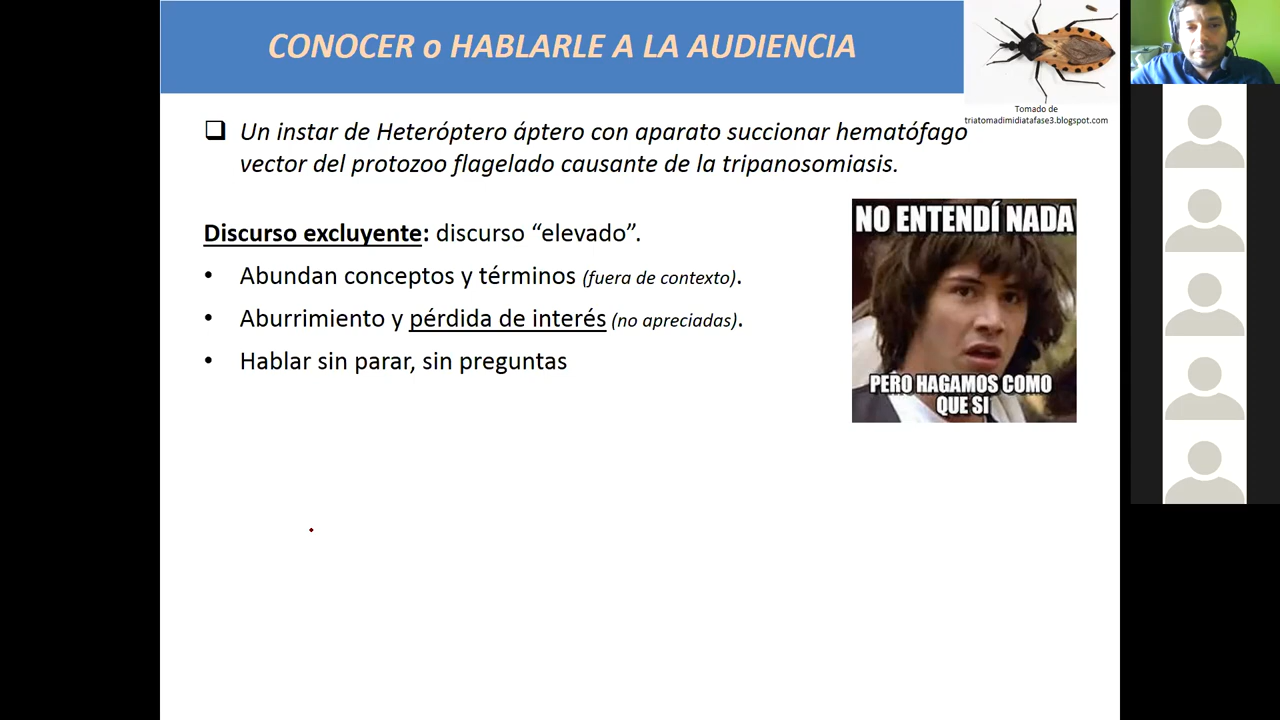 CONOCER o HABLARLE A LA AUDIENCIA
Tomado de
triatomadimidiatafase3.blogspot.com
❑ Un instar de Heteróptero áptero con aparato succionar hematófago
vector del protozoo flagelado causante de la tripanosomiasis.
Discurso excluyente: discurso “elevado”.
• Abundan conceptos y términos (fuera de contexto).
• Aburrimiento y pérdida de interés (no apreciadas).
• Hablar sin parar, sin preguntas
NO ENTENDÍ NADA
PERO HAGAMOS COMO
QUE SI